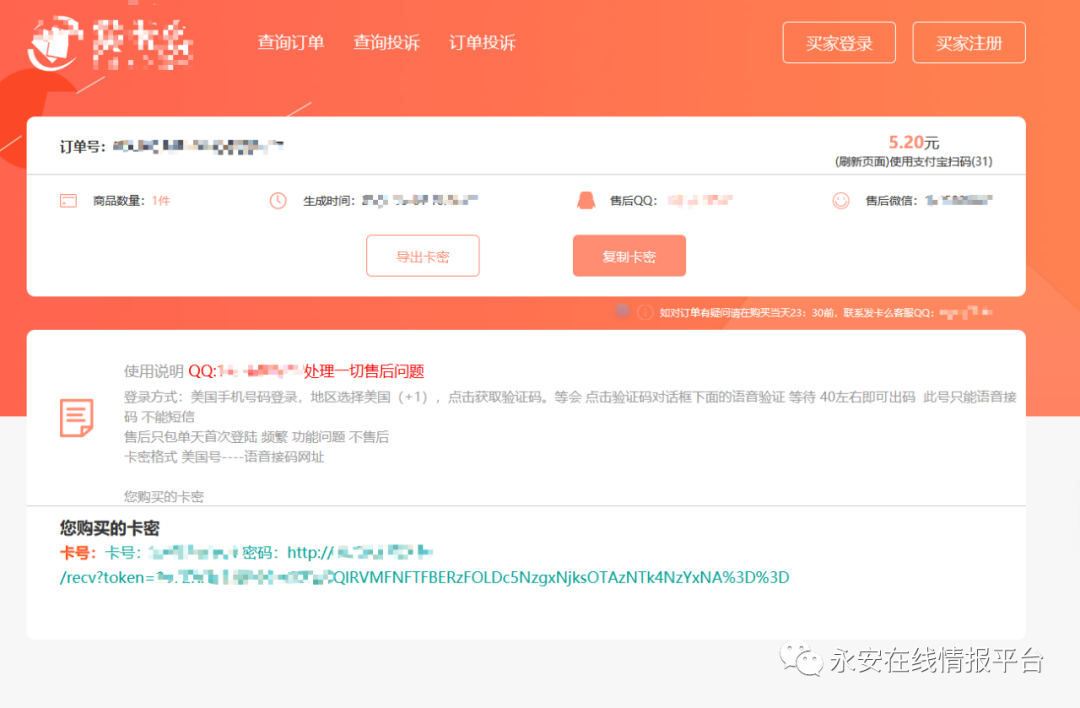 查询订单 查询投诉 订单投诉 买家登录 买家注册
订单号： 5.20元
(刷新页面)使用支付宝扫码(31)
商品数量：1件 生成时间： 售后QQ： 售后微信：
导出卡密 复制卡密
如对订单有疑问请在购买当天23：30前，联系发卡么客服QQ：
使用说明 QQ: 处理一切售后问题
登录方式：美国手机号码登录，地区选择美国（+1），点击获取验证码。等会 点击验证码对话框下面的语音验证 等待 40左右即可出码 此号只能语音接
码 不能短信
售后只包单天首次登陆 频繁 功能问题 不售后
卡密格式 美国号----语音接码网址
您购买的卡密
您购买的卡密
卡号：卡号： 密码：http://
/recv?token= QIRVMFNFTFBERzFOLDc5NzgxNjksOTAzNTk4NzYxNA%3D%3D
永安在线情报平台